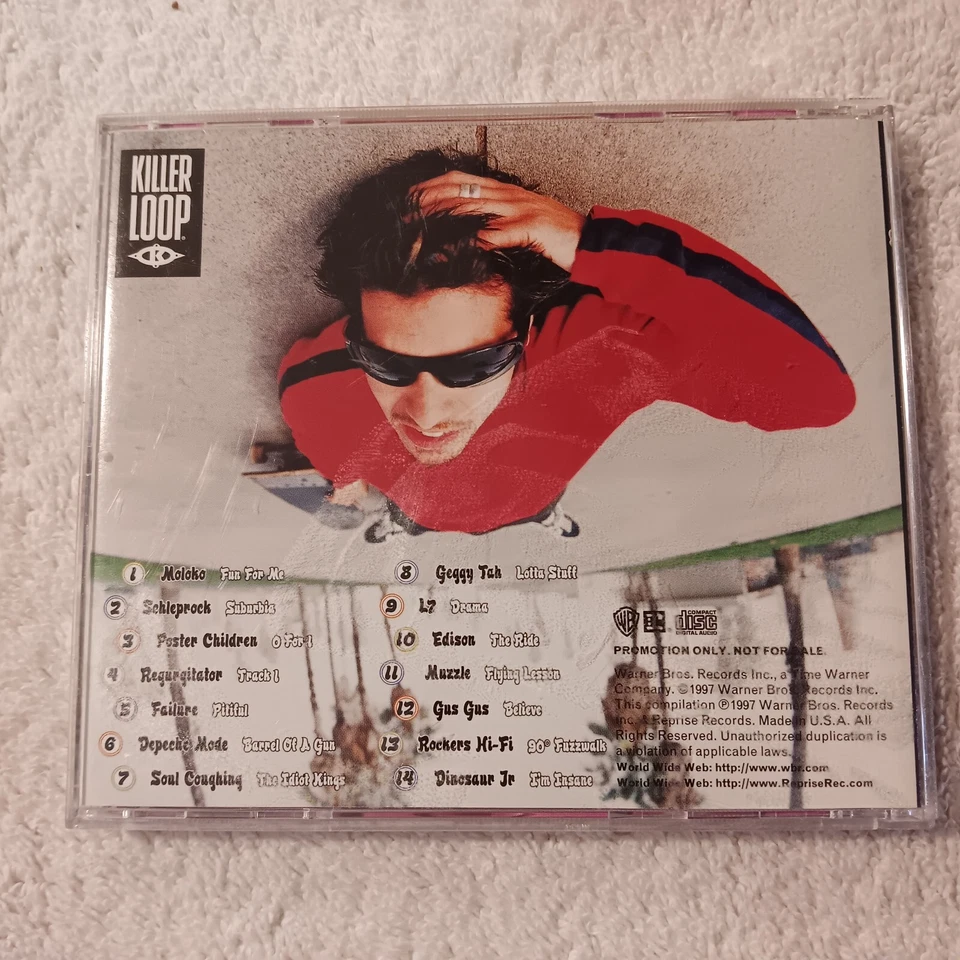 KILLER
LOOP
K
1 Moloko Fun For Me
2 Schleprock Suburbia
3 Poster Children 0 For 1
4 Regurgitator Track 1
5 Failure Pitiful
6 Depeche Mode Barrel Of A Gun
7 Soul Coughing The Idiot Kings
8 Geggy Tah Lotta Stuff
9 L7 Drama
10 Edison The Ride
11 Muzzle Flying Lesson
12 Gus Gus Believe
13 Rockers Hi-Fi 90° Fuzzwalk
14 Dinosaur Jr I'm Insane
COMPACT
disc
DIGITAL AUDIO
PROMOTION ONLY. NOT FOR SALE.
Warner Bros. Records Inc., a Time Warner
Company. ©1997 Warner Bros. Records Inc.
This compilation ℗1997 Warner Bros. Records
Inc. & Reprise Records. Made in U.S.A. All
Rights Reserved. Unauthorized duplication is
a violation of applicable laws.
World Wide Web: http://www.wbr.com
World Wide Web: http://www.RepriseRec.com